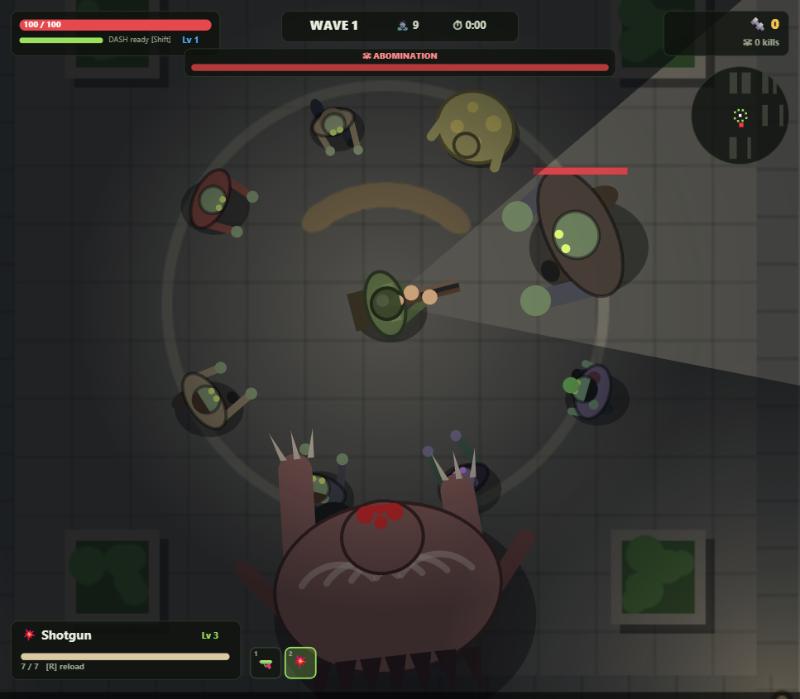 100 / 100
DASH ready [Shift] Lv 1
WAVE 1 9 0:00
0
0 kills
ABOMINATION
Shotgun Lv 3
7 / 7 [R] reload
1 2